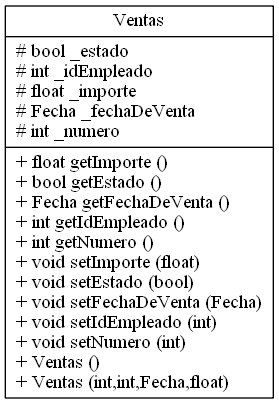 Ventas
# bool _estado
# int _idEmpleado
# float _importe
# Fecha _fechaDeVenta
# int _numero
+ float getImporte ()
+ bool getEstado ()
+ Fecha getFechaDeVenta ()
+ int getIdEmpleado ()
+ int getNumero ()
+ void setImporte (float)
+ void setEstado (bool)
+ void setFechaDeVenta (Fecha)
+ void setIdEmpleado (int)
+ void setNumero (int)
+ Ventas ()
+ Ventas (int,int,Fecha,float)